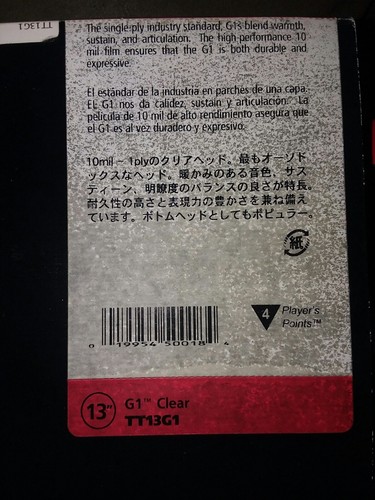 TT13G1
The single-ply industry standard, G1s blend warmth,
sustain, and articulation. The high-performance 10
mil film ensures that the G1 is both durable and
expressive.
El estándar de la industria en parches de una capa.
EL G1 nos da calidez, sustain y articulación. La
película de 10 mil de alto rendimiento asegura que
el G1 es al vez duradero y expresivo.
10mil – 1plyのクリアヘッド。最もオーソド
ックスなヘッド。暖かみのある音色、サス
ティーン、明瞭度のバランスの良さが特長。
耐久性の高さと表現力の豊かさを兼ね備え
ています。ボトムヘッドとしてもポピュラー。
紙
4 Player's
Points™
0 19954 50018 4
13" G1™ Clear
TT13G1